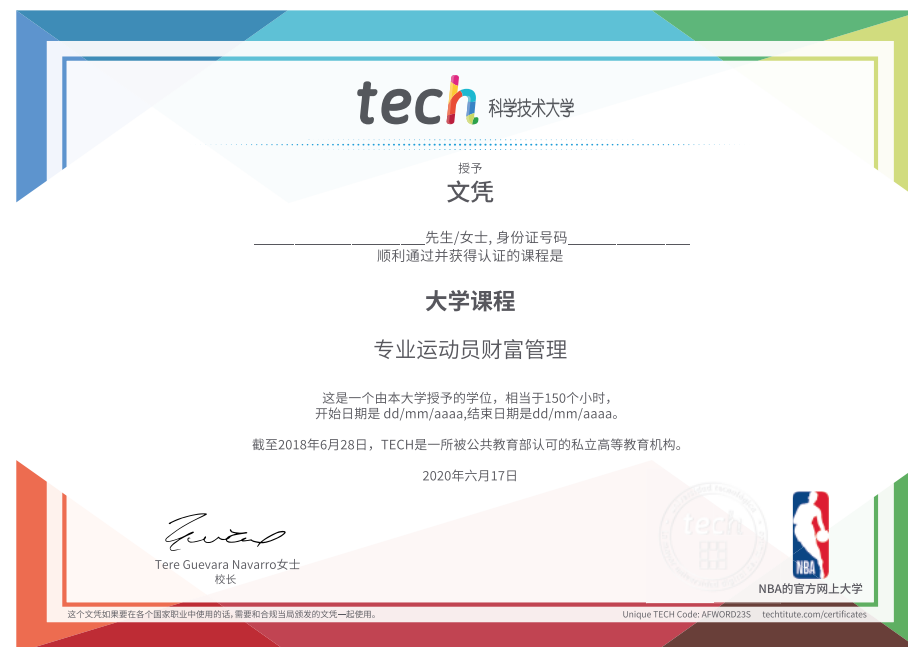 tech 科学技术大学
授予
文凭
先生/女士, 身份证号码
顺利通过并获得认证的课程是
大学课程
专业运动员财富管理
这是一个由本大学授予的学位，相当于150个小时，
开始日期是 dd/mm/aaaa,结束日期是dd/mm/aaaa。
截至2018年6月28日，TECH是一所被公共教育部认可的私立高等教育机构。
2020年六月17日
tech
NBA
Tere Guevara Navarro女士
校长
NBA的官方网上大学
这个文凭如果要在各个国家职业中使用的话,需要和合规当局颁发的文凭一起使用。
Unique TECH Code: AFWORD23S techtitute.com/certificates